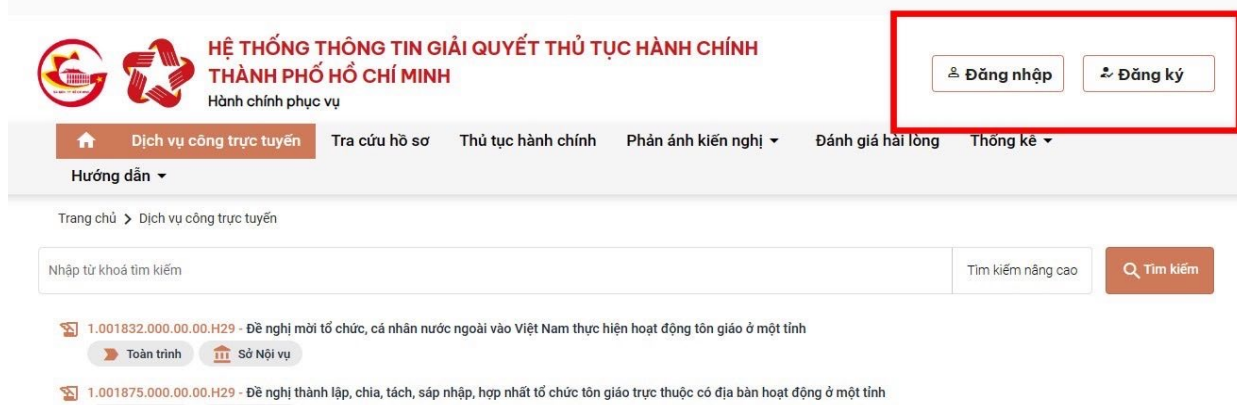 HỆ THỐNG THÔNG TIN GIẢI QUYẾT THỦ TỤC HÀNH CHÍNH
THÀNH PHỐ HỒ CHÍ MINH
Hành chính phục vụ
Đăng nhập
Đăng ký
Dịch vụ công trực tuyến Tra cứu hồ sơ Thủ tục hành chính Phản ánh kiến nghị Đánh giá hài lòng Thống kê
Hướng dẫn
Trang chủ > Dịch vụ công trực tuyến
Nhập từ khoá tìm kiếm Tìm kiếm nâng cao Tìm kiếm
1.001832.000.00.00.H29 - Đề nghị mời tổ chức, cá nhân nước ngoài vào Việt Nam thực hiện hoạt động tôn giáo ở một tỉnh
Toàn trình Sở Nội vụ
1.001875.000.00.00.H29 - Đề nghị thành lập, chia, tách, sáp nhập, hợp nhất tổ chức tôn giáo trực thuộc có địa bàn hoạt động ở một tỉnh